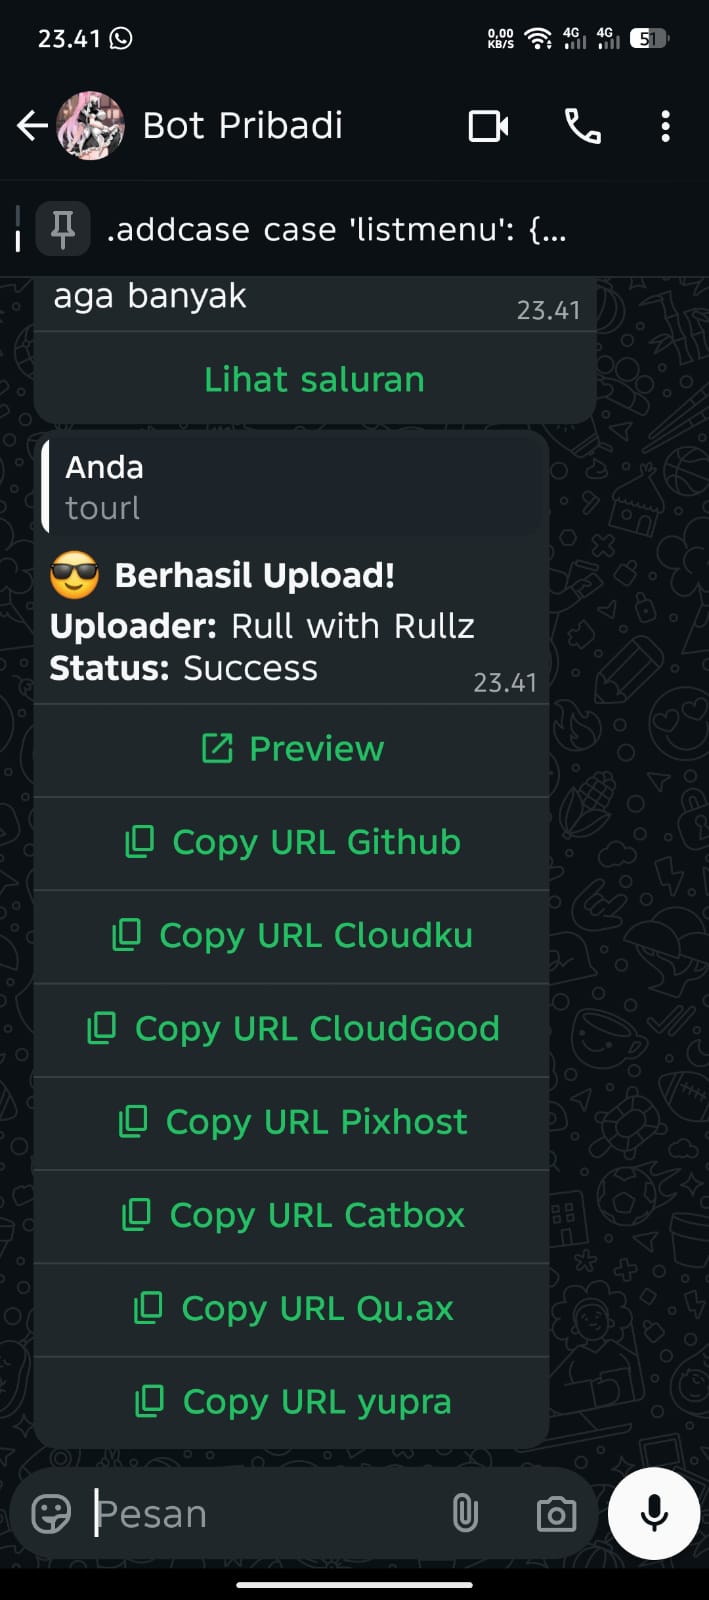 23.41
0,00
KB/S
4G
4G
51
Bot Pribadi
.addcase case 'listmenu': {...
aga banyak
23.41
Lihat saluran
Anda
tourl
😎 Berhasil Upload!
Uploader: Rull with Rullz
Status: Success
23.41
Preview
Copy URL Github
Copy URL Cloudku
Copy URL CloudGood
Copy URL Pixhost
Copy URL Catbox
Copy URL Qu.ax
Copy URL yupra
Pesan